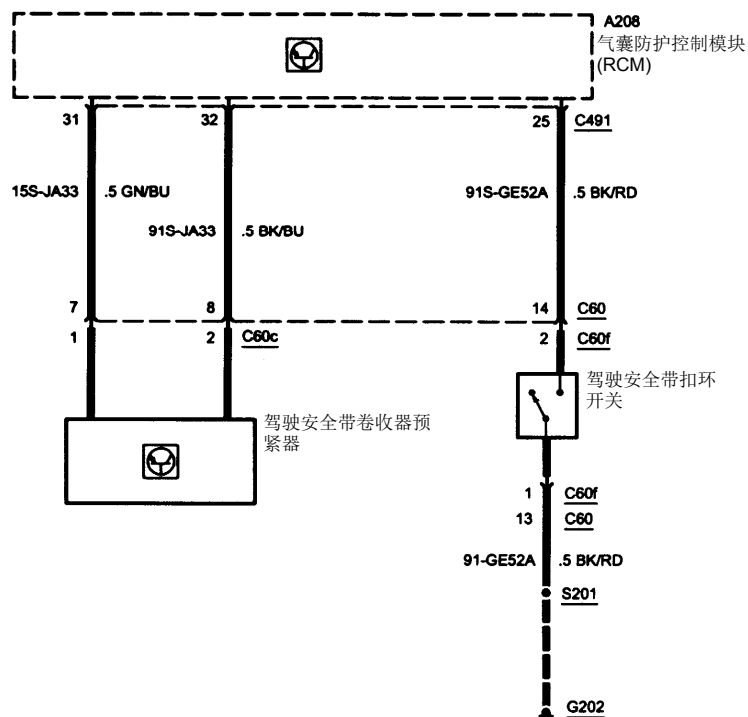 A208
气囊防护控制模块
(RCM)
31 32 25 C491
15S-JA33 .5 GN/BU 91S-GE52A .5 BK/RD
91S-JA33 .5 BK/BU
7 8 14 C60
1 2 C60c 2 C60f
驾驶安全带扣环
开关
驾驶安全带卷收器预
紧器
1 C60f
13 C60
91-GE52A .5 BK/RD
S201
G202